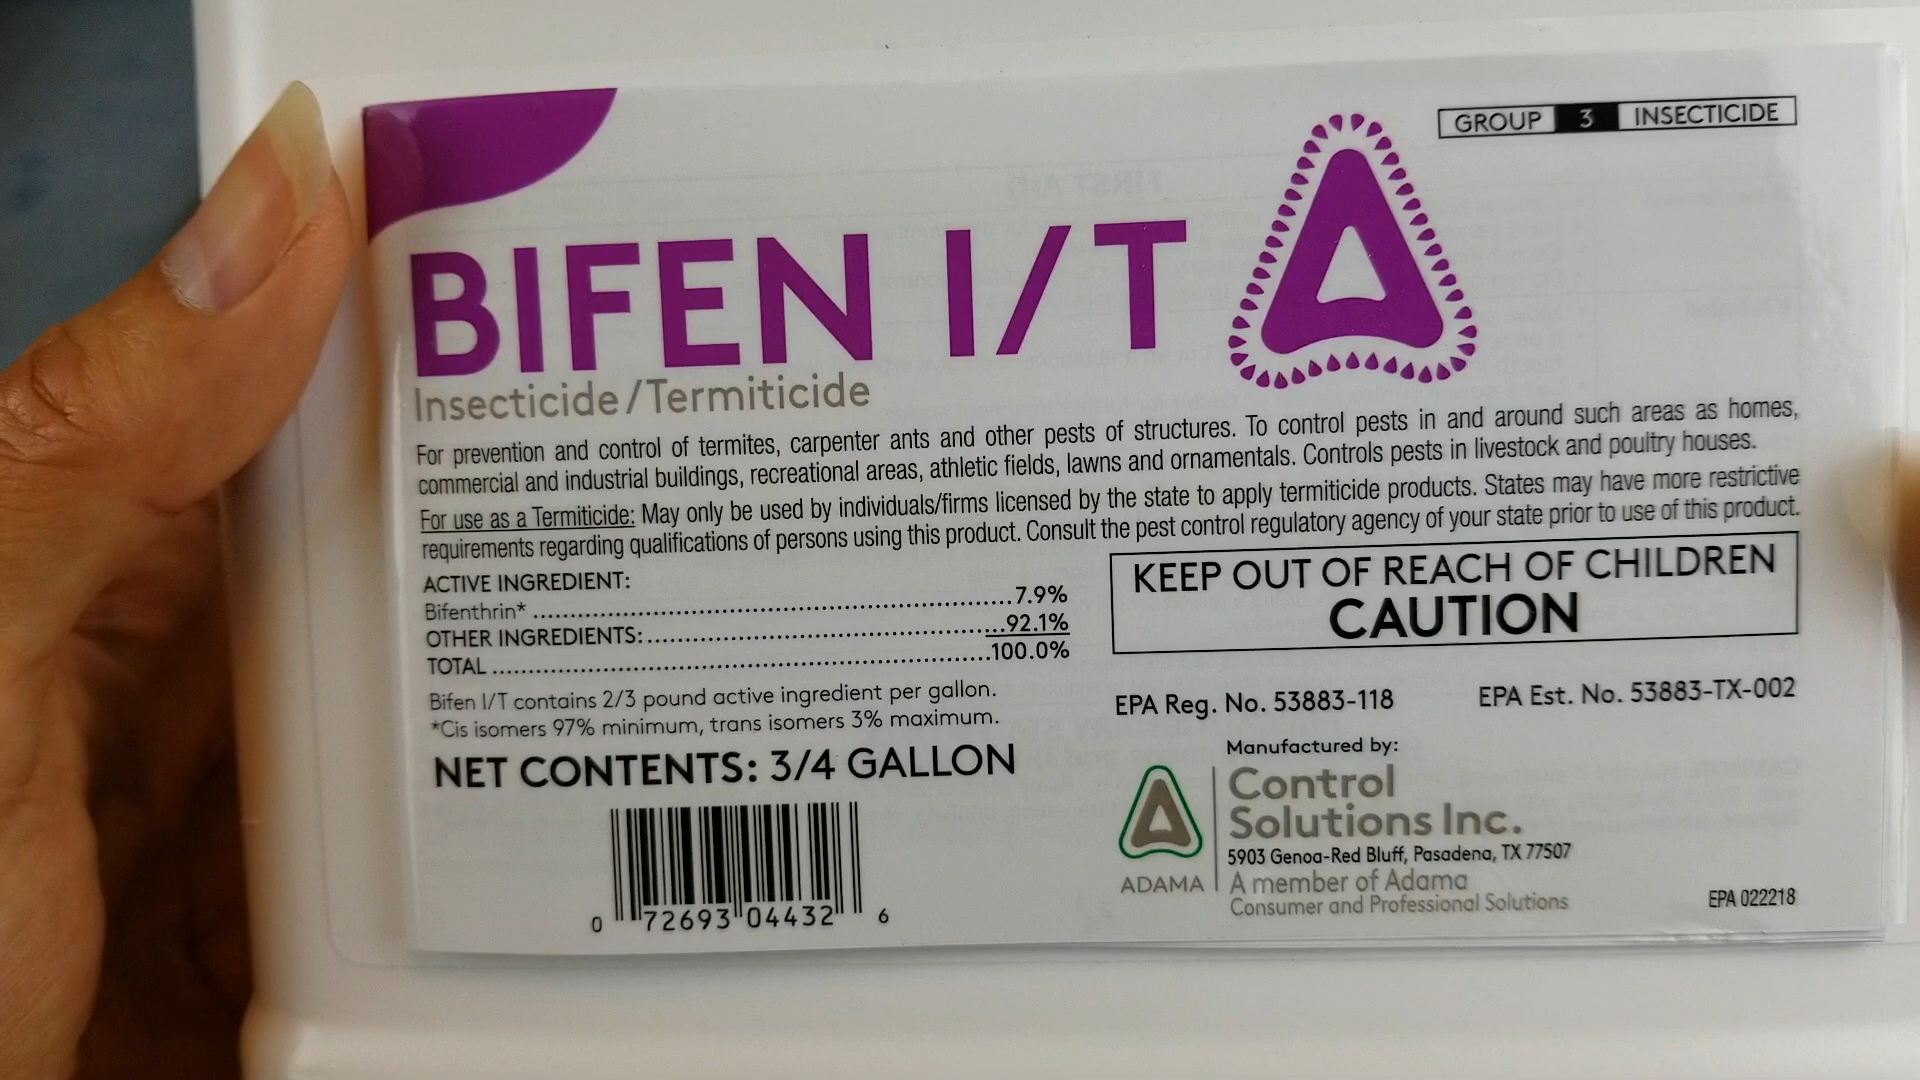 GROUP 3 INSECTICIDE
BIFEN I/T
Insecticide/Termiticide
For prevention and control of termites, carpenter ants and other pests of structures. To control pests in and around such areas as homes,
commercial and industrial buildings, recreational areas, athletic fields, lawns and ornamentals. Controls pests in livestock and poultry houses.
For use as a Termiticide: May only be used by individuals/firms licensed by the state to apply termiticide products. States may have more restrictive
requirements regarding qualifications of persons using this product. Consult the pest control regulatory agency of your state prior to use of this product.
ACTIVE INGREDIENT:
Bifenthrin* ........................................................ 7.9%
OTHER INGREDIENTS: ........................................ 92.1%
TOTAL ............................................................. 100.0%
Bifen I/T contains 2/3 pound active ingredient per gallon.
*Cis isomers 97% minimum, trans isomers 3% maximum.
NET CONTENTS: 3/4 GALLON
0 72693 04432 6
KEEP OUT OF REACH OF CHILDREN
CAUTION
EPA Reg. No. 53883-118 EPA Est. No. 53883-TX-002
Manufactured by:
ADAMA
Control
Solutions Inc.
5903 Genoa-Red Bluff, Pasadena, TX 77507
A member of Adama
Consumer and Professional Solutions
EPA 022218